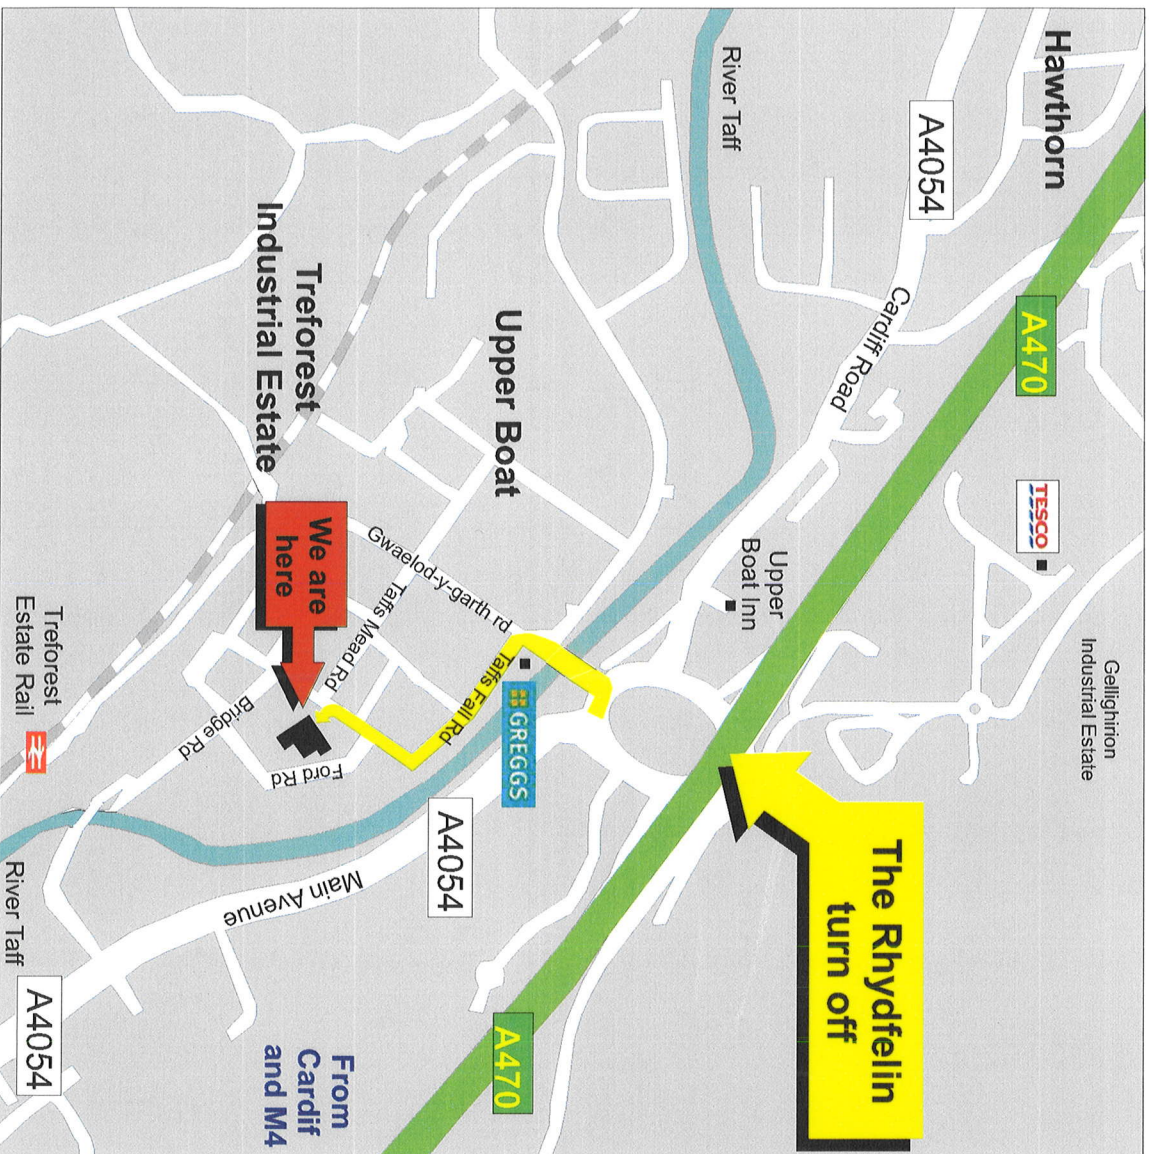 Hawthorn
A4054
River Taff
A470
Cardiff Road
TESCO
Treforest
Industrial Estate
Upper Boat
Upper
Boat Inn
Gellighirion
Industrial Estate
We are
here
Gwaelod-y-garth rd
Taffs Mead Rd
Taffs Fall Rd
GREGGS
Treforest
Estate Rail
Bridge Rd
Ford Rd
The Rhydfelin
turn off
A4054
Main Avenue
River Taff
A4054
A470
From
Cardif
and M4